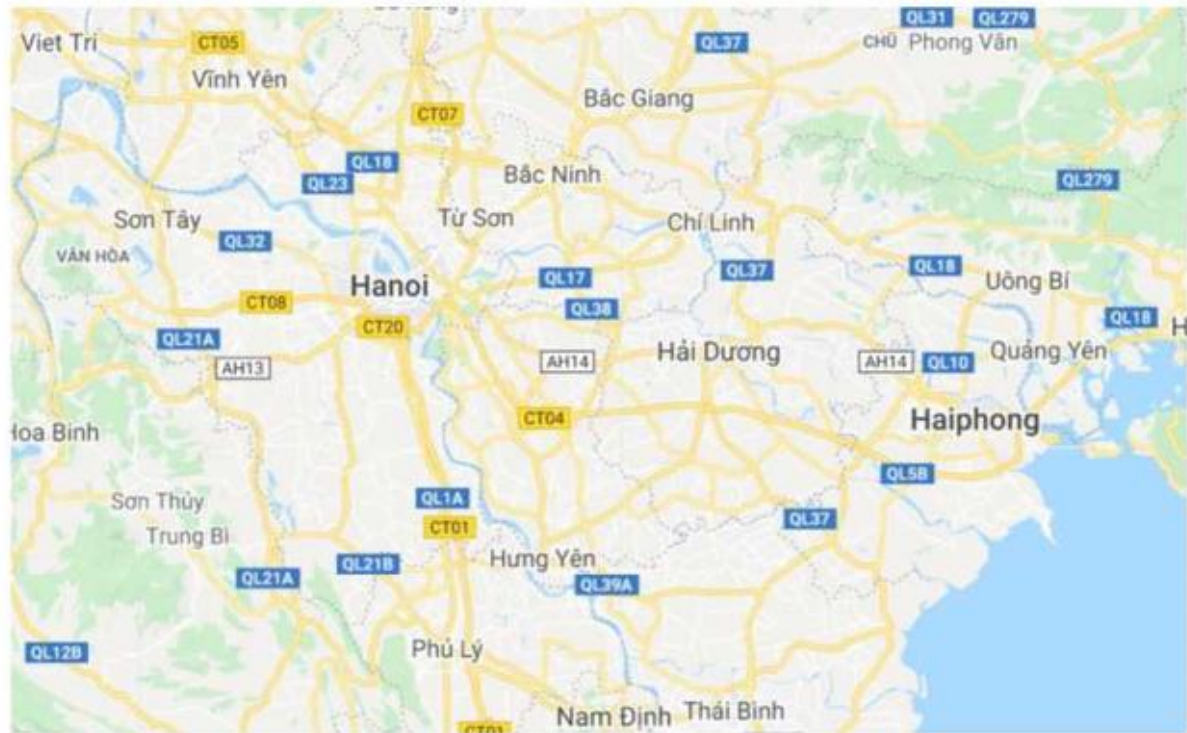 QL31
QL279
Viet Tri
CT05
QL37
CHŨ
Phong Vân
Vĩnh Yên
Bắc Giang
CT07
QL18
Bắc Ninh
QL23
QL279
Sơn Tây
Từ Sơn
Chí Linh
QL32
VÂN HÒA
QL17
QL37
QL18
Uông Bí
Hanoi
CT08
QL38
QL18
CT20
QL21A
AH13
AH14
Hải Dương
AH14
QL10
Quảng Yên
CT04
Haiphong
Hoa Binh
QL5B
Sơn Thủy
QL1A
Trung Bì
CT01
QL37
Hưng Yên
QL21B
QL21A
QL39A
QL12B
Phủ Lý
Nam Định
Thái Bình